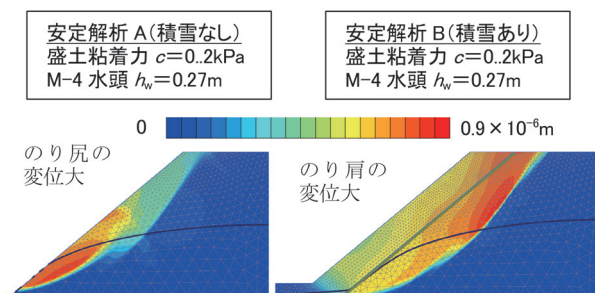 安定解析 A(積雪なし)
盛土粘着力 c=0..2kPa
M-4 水頭 hw=0.27m
安定解析 B(積雪あり)
盛土粘着力 c=0..2kPa
M-4 水頭 hw=0.27m
0
0.9×10⁻⁶m
のり尻の
変位大
のり肩の
変位大